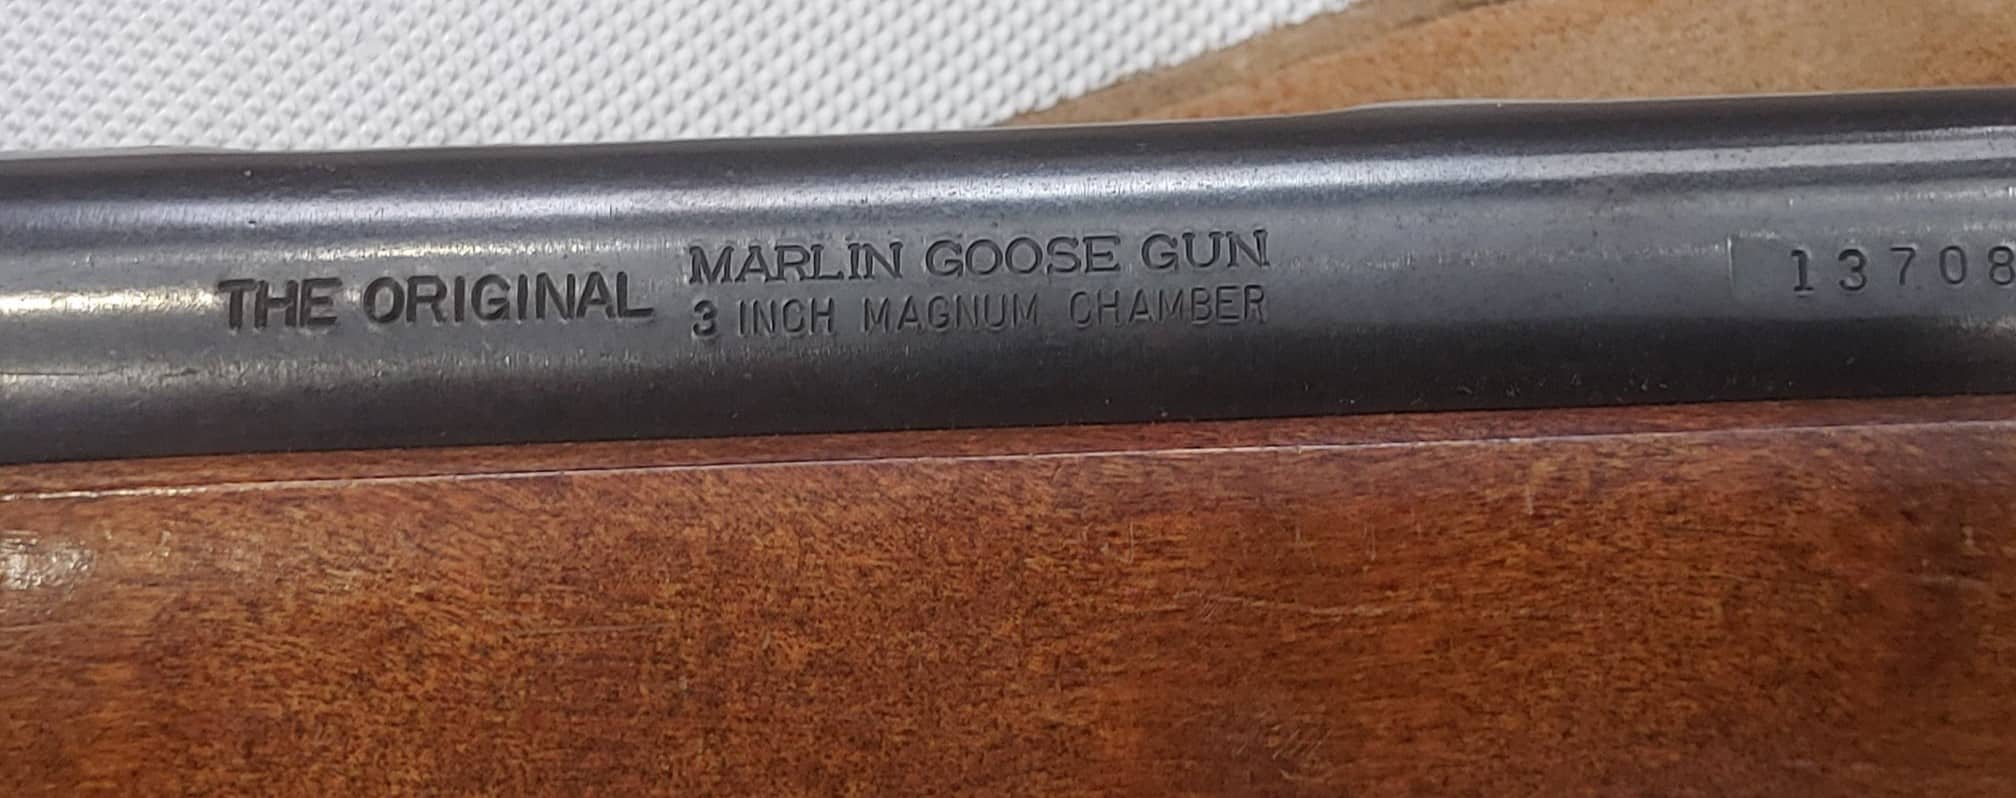 THE ORIGINAL
MARLIN GOOSE GUN
3 INCH MAGNUM CHAMBER
13708